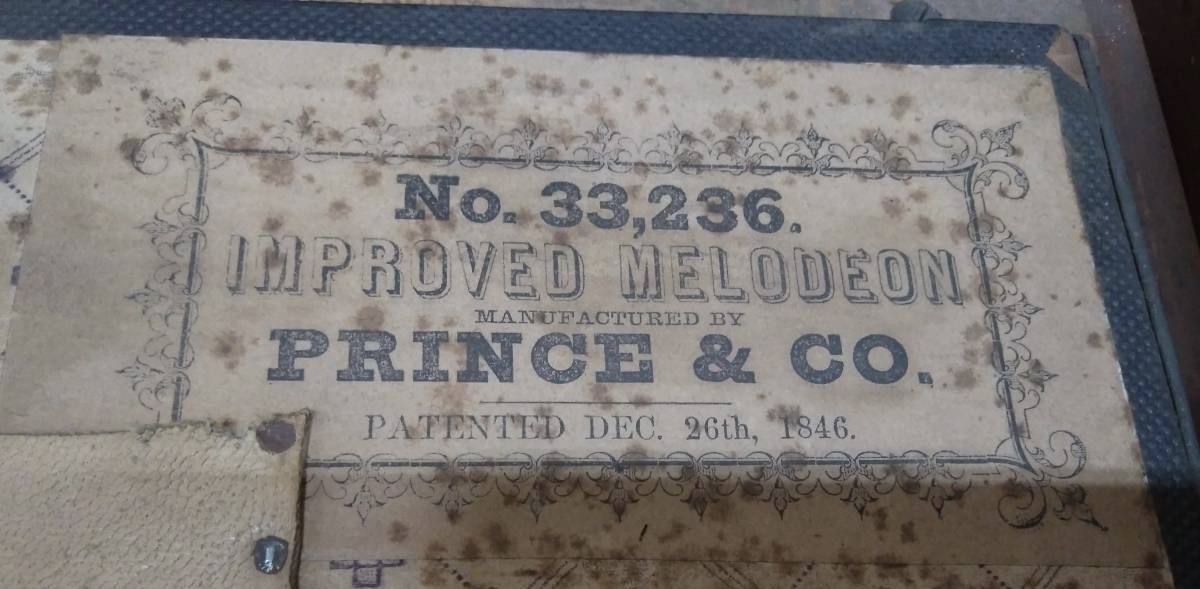 No. 33,236.
IMPROVED MELODEON
MANUFACTURED BY
PRINCE & CO.
PATENTED DEC. 26th, 1846.